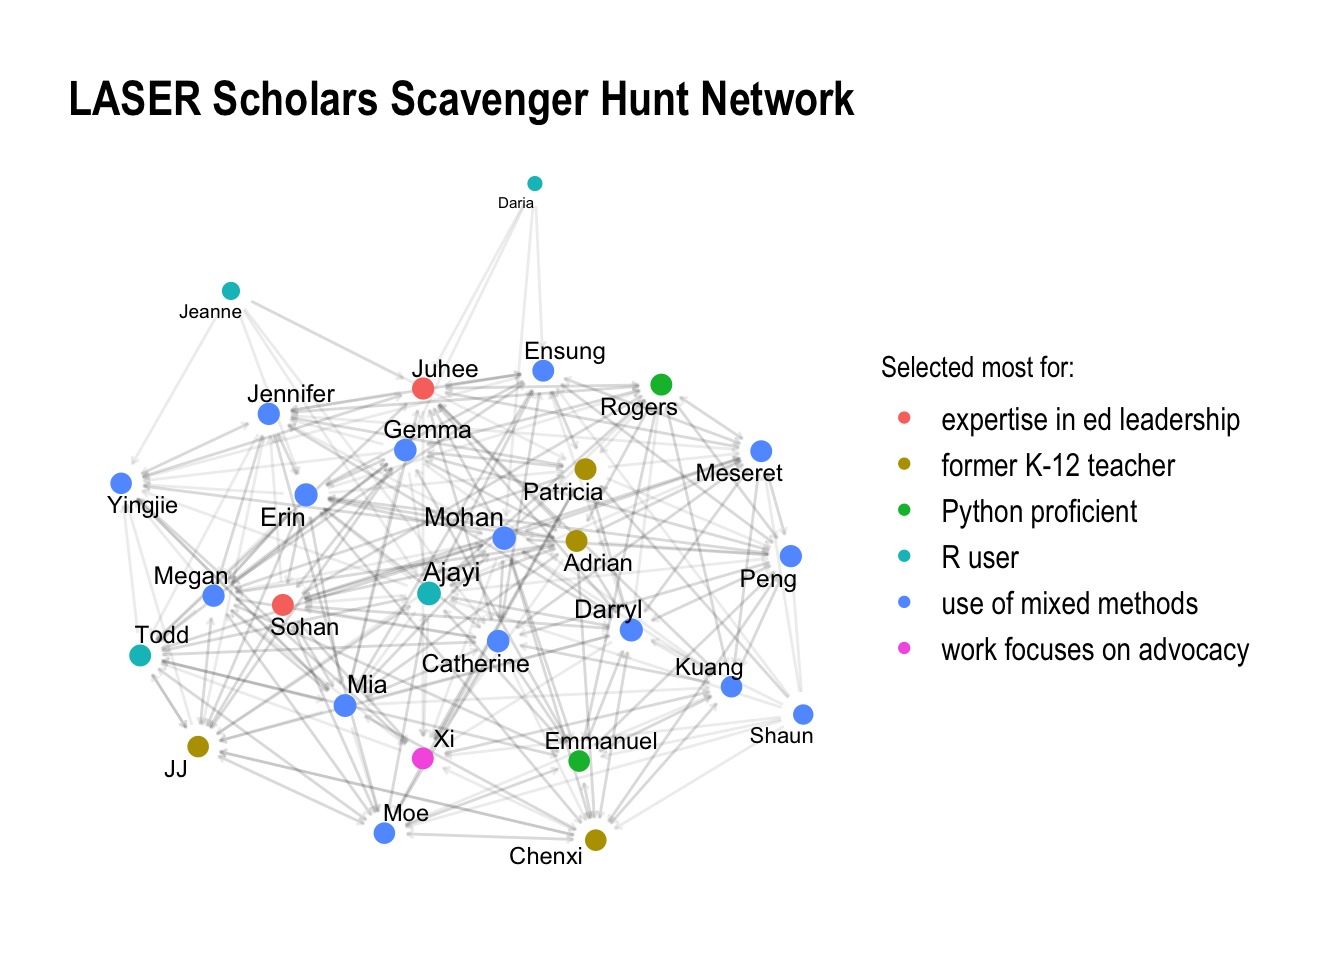 LASER Scholars Scavenger Hunt Network
Daria
Jeanne
Ensung
Juhee
Jennifer
Rogers
Gemma
Meseret
Patricia
Yingjie
Erin
Mohan
Adrian
Ajayi
Megan
Peng
Darryl
Sohan
Todd
Catherine
Kuang
Mia
Shaun
Xi
Emmanuel
JJ
Moe
Chenxi
Selected most for:
expertise in ed leadership
former K-12 teacher
Python proficient
R user
use of mixed methods
work focuses on advocacy